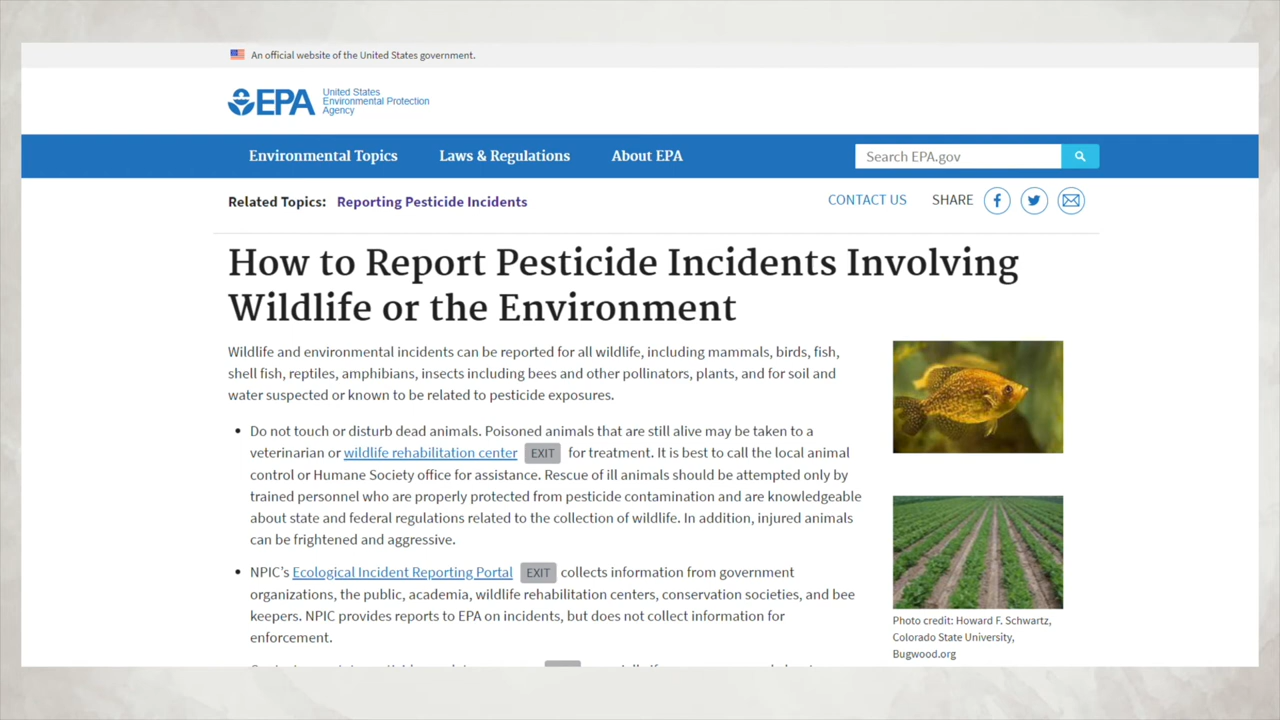 An official website of the United States government.
EPA
United States
Environmental Protection
Agency
Environmental Topics
Laws & Regulations
About EPA
Search EPA.gov
Related Topics: Reporting Pesticide Incidents
CONTACT US
SHARE
How to Report Pesticide Incidents Involving
Wildlife or the Environment
Wildlife and environmental incidents can be reported for all wildlife, including mammals, birds, fish,
shell fish, reptiles, amphibians, insects including bees and other pollinators, plants, and for soil and
water suspected or known to be related to pesticide exposures.
• Do not touch or disturb dead animals. Poisoned animals that are still alive may be taken to a
veterinarian or wildlife rehabilitation center EXIT for treatment. It is best to call the local animal
control or Humane Society office for assistance. Rescue of ill animals should be attempted only by
trained personnel who are properly protected from pesticide contamination and are knowledgeable
about state and federal regulations related to the collection of wildlife. In addition, injured animals
can be frightened and aggressive.
• NPIC's Ecological Incident Reporting Portal EXIT collects information from government
organizations, the public, academia, wildlife rehabilitation centers, conservation societies, and bee
keepers. NPIC provides reports to EPA on incidents, but does not collect information for
enforcement.
Photo credit: Howard F. Schwartz,
Colorado State University,
Bugwood.org